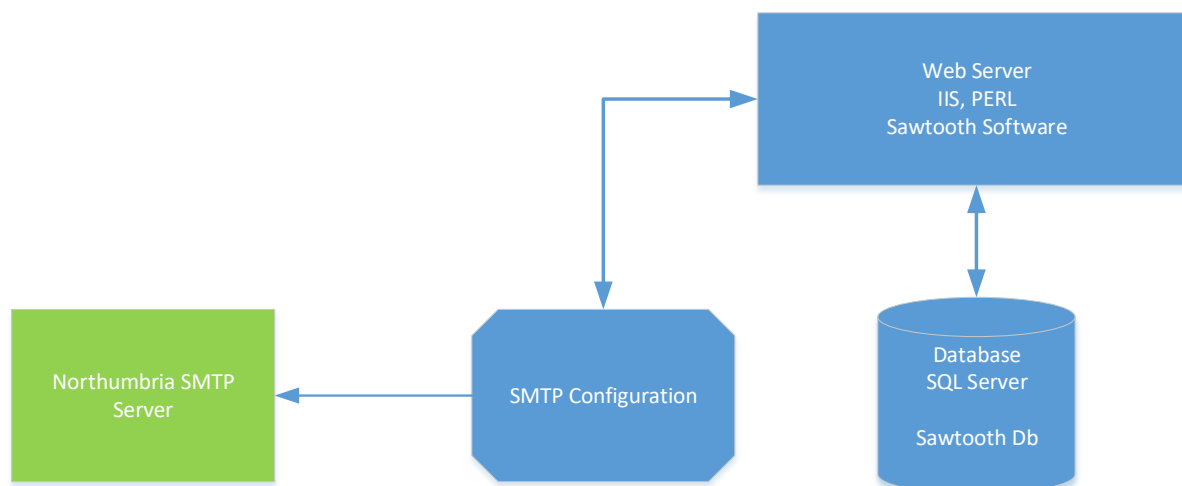 Web Server
IIS, PERL
Sawtooth Software
Northumbria SMTP
Server
SMTP Configuration
Database
SQL Server
Sawtooth Db